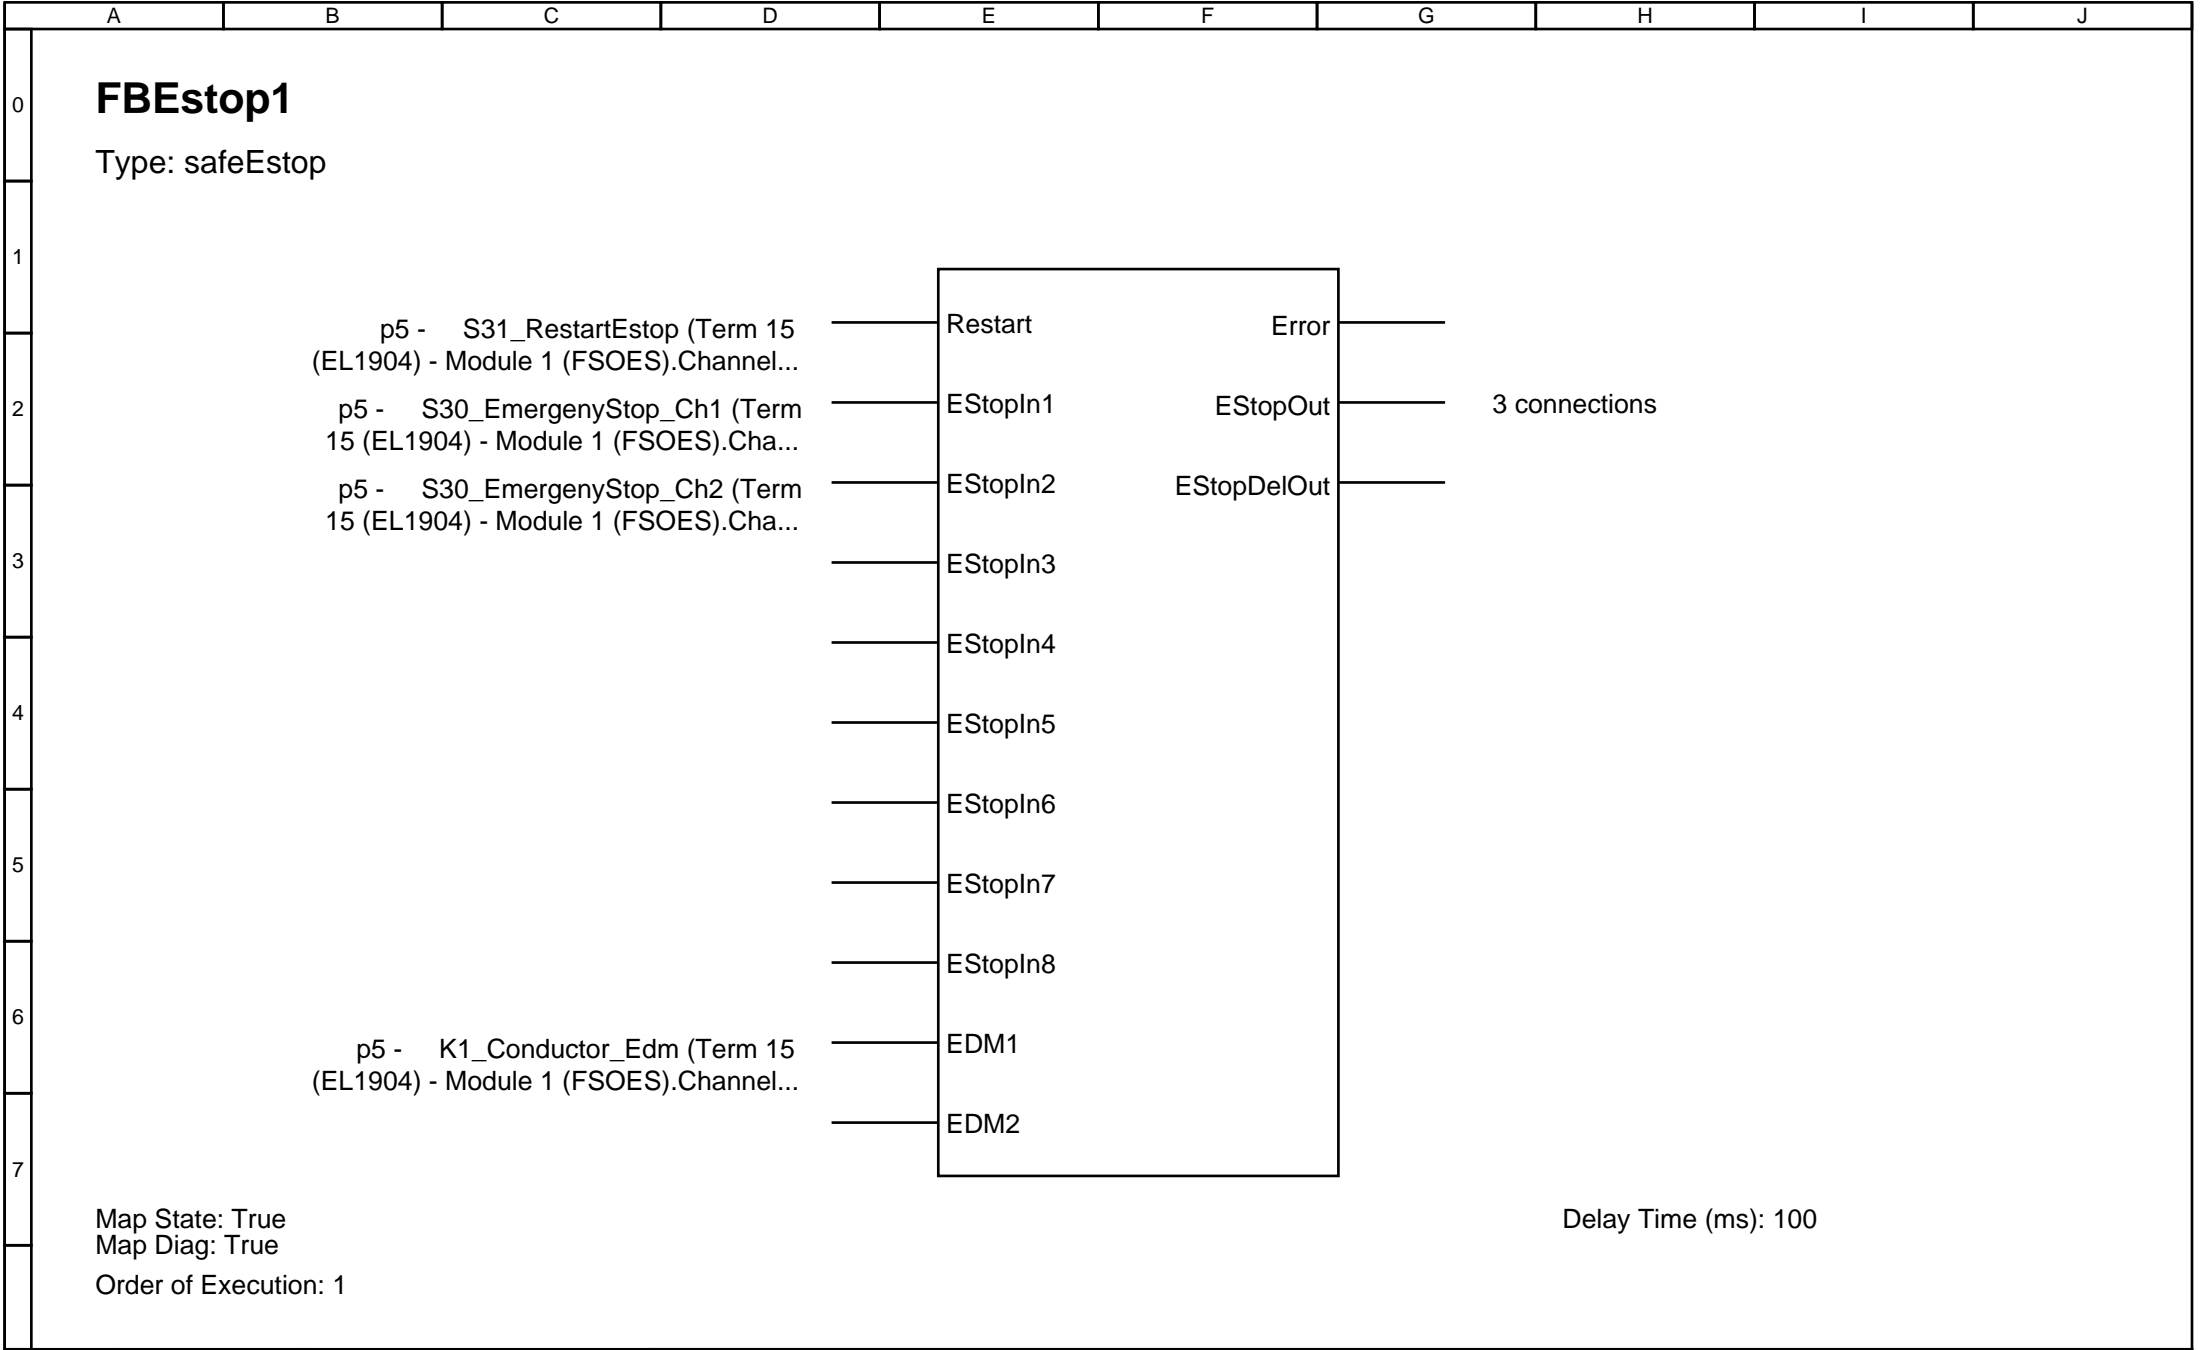 A B C D E F G H I J
0
FBEstop1
Type: safeEstop
1
p5 - S31_RestartEstop (Term 15
(EL1904) - Module 1 (FSOES).Channel...
Restart
Error
2
p5 - S30_EmergenyStop_Ch1 (Term
15 (EL1904) - Module 1 (FSOES).Cha...
EStopIn1
EStopOut
3 connections
p5 - S30_EmergenyStop_Ch2 (Term
15 (EL1904) - Module 1 (FSOES).Cha...
EStopIn2
EStopDelOut
3
EStopIn3
EStopIn4
4
EStopIn5
EStopIn6
5
EStopIn7
EStopIn8
6
p5 - K1_Conductor_Edm (Term 15
(EL1904) - Module 1 (FSOES).Channel...
EDM1
EDM2
7
Map State: True
Delay Time (ms): 100
Map Diag: True
Order of Execution: 1